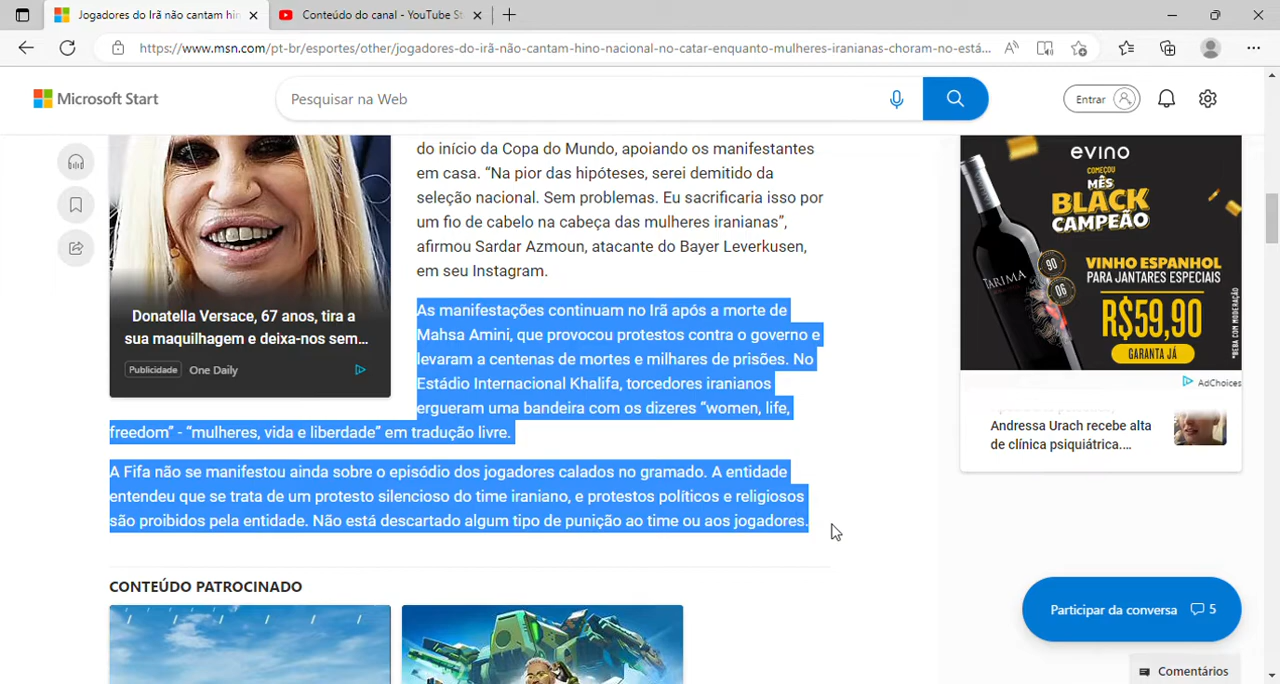 Jogadores do Irã não cantam hin
Conteúdo do canal - YouTube St
https://www.msn.com/pt-br/esportes/other/jogadores-do-irã-não-cantam-hino-nacional-no-catar-enquanto-mulheres-iranianas-choram-no-está...
Microsoft Start
Pesquisar na Web
Entrar
do início da Copa do Mundo, apoiando os manifestantes
em casa. “Na pior das hipóteses, serei demitido da
seleção nacional. Sem problemas. Eu sacrificaria isso por
um fio de cabelo na cabeça das mulheres iranianas”,
afirmou Sardar Azmoun, atacante do Bayer Leverkusen,
em seu Instagram.
As manifestações continuam no Irã após a morte de
Mahsa Amini, que provocou protestos contra o governo e
levaram a centenas de mortes e milhares de prisões. No
Estádio Internacional Khalifa, torcedores iranianos
ergueram uma bandeira com os dizeres “women, life,
freedom” - “mulheres, vida e liberdade” em tradução livre.
A Fifa não se manifestou ainda sobre o episódio dos jogadores calados no gramado. A entidade
entendeu que se trata de um protesto silencioso do time iraniano, e protestos políticos e religiosos
são proibidos pela entidade. Não está descartado algum tipo de punição ao time ou aos jogadores.
Donatella Versace, 67 anos, tira a
sua maquilhagem e deixa-nos sem...
Publicidade One Daily
CONTEÚDO PATROCINADO
evino
COMEÇOU
MÊS
BLACK
CAMPEÃO
VINHO ESPANHOL
PARA JANTARES ESPECIAIS
R$59,90
GARANTA JÁ
*BEBA COM MODERAÇÃO
TARIMA
90
06
AdChoices
Andressa Urach recebe alta
de clínica psiquiátrica....
Participar da conversa 5
Comentários